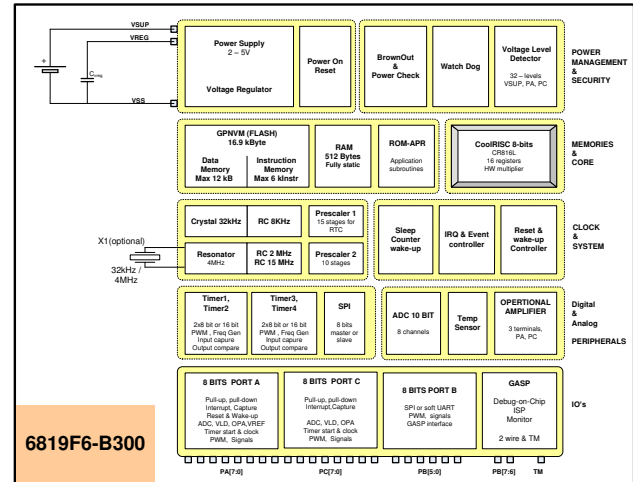 VSUP
VREG
+
Cvreg
VSS
Power Supply
2 – 5V
Voltage Regulator
Power On
Reset
BrownOut
&
Power Check
Watch Dog
Voltage Level
Detector
32 – levels
VSUP, PA, PC
POWER
MANAGEMENT
&
SECURITY
GPNVM (FLASH)
16.9 kByte
Data
Memory
Max 12 kB
Instruction
Memory
Max 6 kInstr
RAM
512 Bytes
Fully static
ROM-APR
Application
subroutines
CoolRISC 8-bits
CR816L
16 registers
HW multiplier
MEMORIES
&
CORE
Crystal 32kHz
RC 8KHz
Prescaler 1
15 stages for
RTC
Resonator
4MHz
RC 2 MHz
RC 15 MHz
Prescaler 2
10 stages
Sleep
Counter
wake-up
IRQ & Event
controller
Reset &
wake-up
Controller
CLOCK
&
SYSTEM
X1(optional)
32kHz /
4MHz
Timer1,
Timer2
2x8 bit or 16 bit
PWM , Freq Gen
Input capure
Output compare
Timer3,
Timer4
2x8 bit or 16 bit
PWM , Freq Gen
Input capure
Output compare
SPI
8 bits
master or
slave
ADC 10 BIT
8 channels
Temp
Sensor
OPERTIONAL
AMPLIFIER
3 terminals,
PA, PC
Digital
&
Analog
PERIPHERALS
8 BITS PORT A
Pull-up, pull-down
Interrupt, Capture
Reset & Wake-up
ADC, VLD, OPA,VREF
Timer start & clock
PWM, Signals
8 BITS PORT C
Pull-up, pull-down
Interrupt,Capture
ADC, VLD, OPA
Timer start & clock
PWM, Signals
8 BITS PORT B
SPI or soft UART
PWM, signals
GASP interface
GASP
Debug-on-Chip
ISP
Monitor
2 wire & TM
IO's
6819F6-B300
PA[7:0]
PC[7:0]
PB[5:0]
PB[7:6]
TM